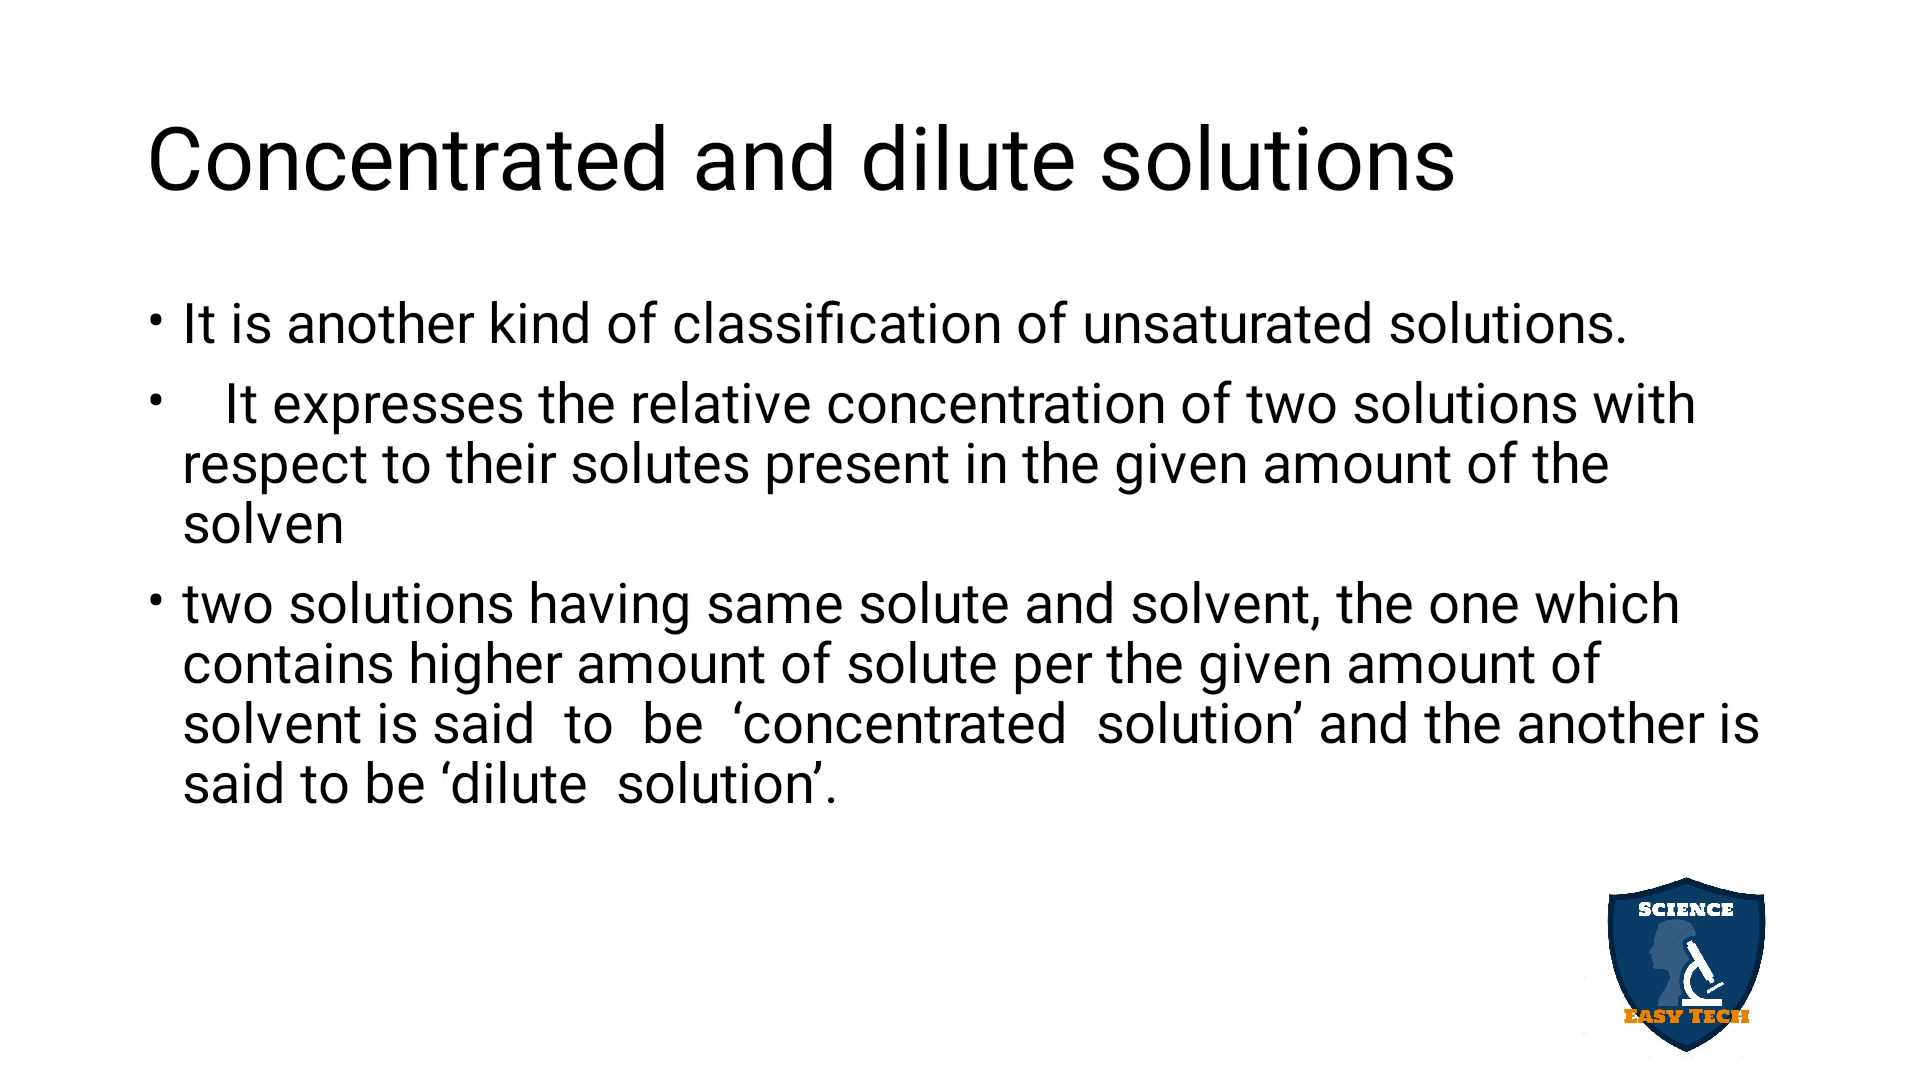 Concentrated and dilute solutions
• It is another kind of classification of unsaturated solutions.
• It expresses the relative concentration of two solutions with
respect to their solutes present in the given amount of the
solven
• two solutions having same solute and solvent, the one which
contains higher amount of solute per the given amount of
solvent is said  to  be  ‘concentrated  solution’ and the another is
said to be ‘dilute  solution’.
SCIENCE
EASY TECH